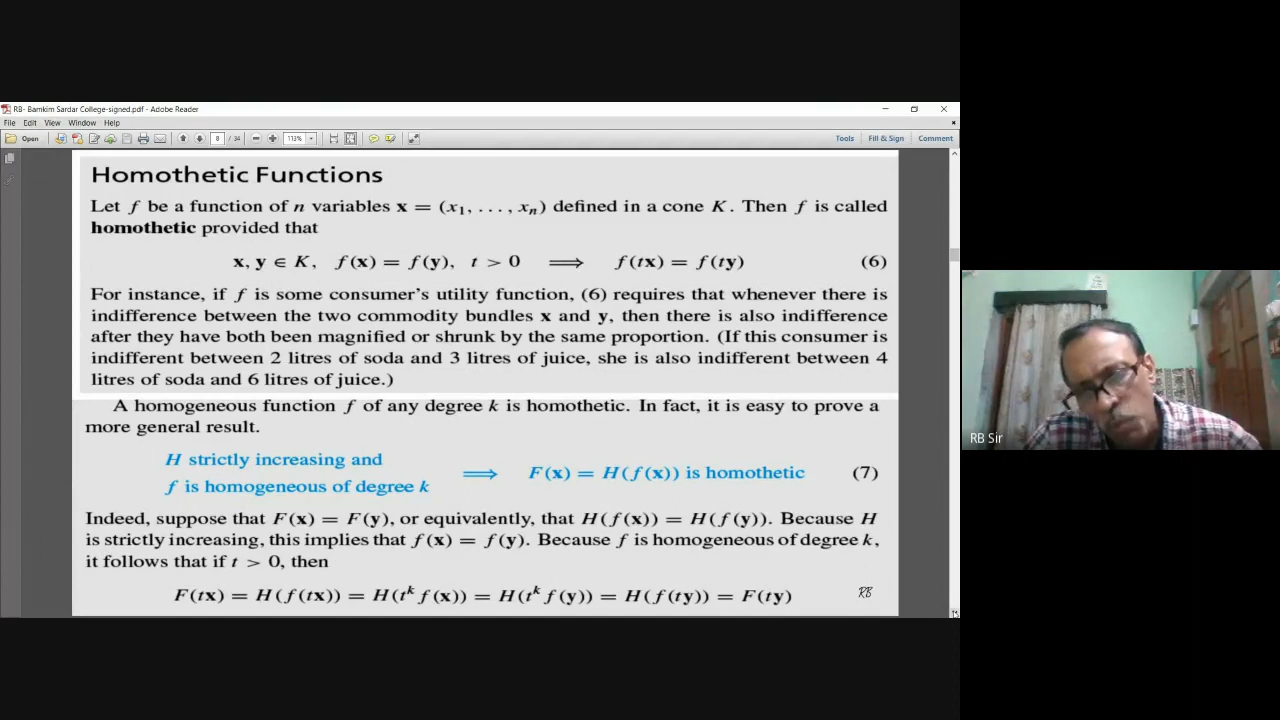 RB- Bamkim Sardar College-signed.pdf - Adobe Reader
File Edit View Window Help
Open 8 / 34 113% Tools Fill & Sign Comment
Homothetic Functions
Let f be a function of n variables x = (x₁, . . . , xₙ) defined in a cone K. Then f is called
homothetic provided that
x, y ∈ K, f(x) = f(y), t > 0 ⟹ f(tx) = f(ty) (6)
For instance, if f is some consumer's utility function, (6) requires that whenever there is
indifference between the two commodity bundles x and y, then there is also indifference
after they have both been magnified or shrunk by the same proportion. (If this consumer is
indifferent between 2 litres of soda and 3 litres of juice, she is also indifferent between 4
litres of soda and 6 litres of juice.)
A homogeneous function f of any degree k is homothetic. In fact, it is easy to prove a
more general result.
H strictly increasing and
f is homogeneous of degree k ⟹ F(x) = H(f(x)) is homothetic (7)
Indeed, suppose that F(x) = F(y), or equivalently, that H(f(x)) = H(f(y)). Because H
is strictly increasing, this implies that f(x) = f(y). Because f is homogeneous of degree k,
it follows that if t > 0, then
F(tx) = H(f(tx)) = H(tᵏ f(x)) = H(tᵏ f(y)) = H(f(ty)) = F(ty)
RB
RB Sir